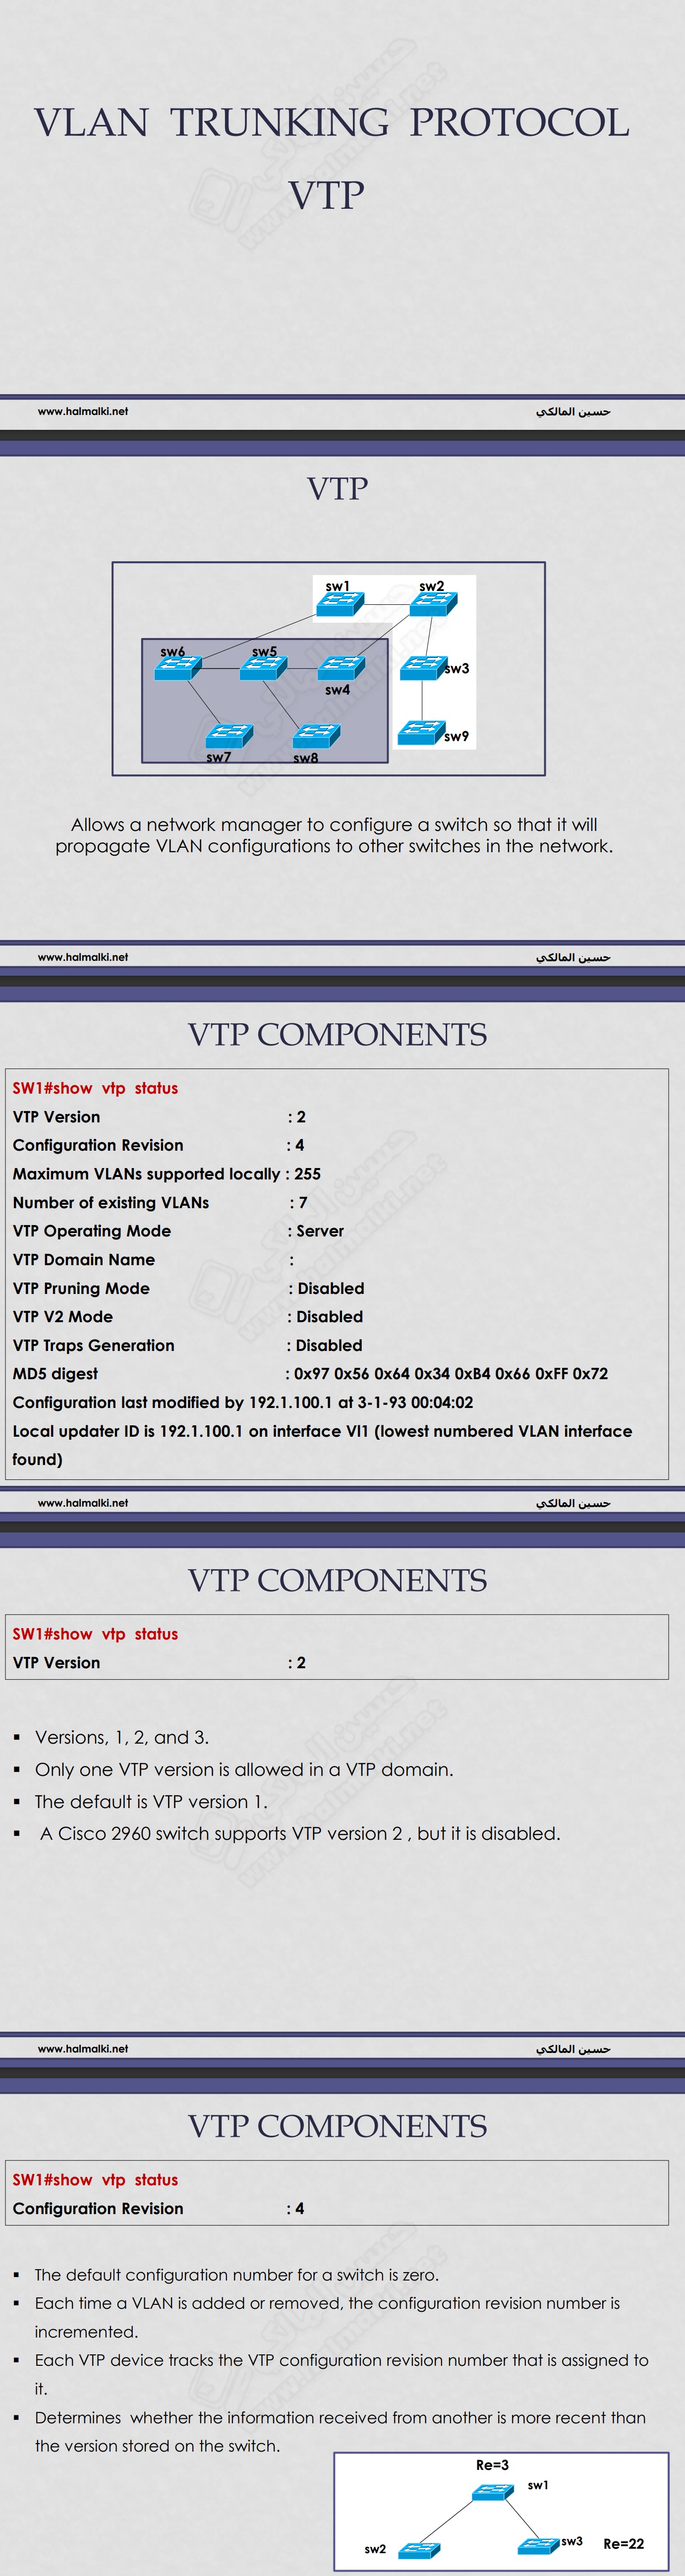 VLAN TRUNKING PROTOCOL
VTP
www.halmalki.net
حسين المالكي
VTP
sw1
sw2
sw6
sw5
sw4
sw3
sw7
sw8
sw9
Allows a network manager to configure a switch so that it will
propagate VLAN configurations to other switches in the network.
www.halmalki.net
حسين المالكي
VTP COMPONENTS
SW1#show vtp status
VTP Version : 2
Configuration Revision : 4
Maximum VLANs supported locally : 255
Number of existing VLANs : 7
VTP Operating Mode : Server
VTP Domain Name :
VTP Pruning Mode : Disabled
VTP V2 Mode : Disabled
VTP Traps Generation : Disabled
MD5 digest : 0x97 0x56 0x64 0x34 0xB4 0x66 0xFF 0x72
Configuration last modified by 192.1.100.1 at 3-1-93 00:04:02
Local updater ID is 192.1.100.1 on interface Vl1 (lowest numbered VLAN interface
found)
www.halmalki.net
حسين المالكي
VTP COMPONENTS
SW1#show vtp status
VTP Version : 2
▪ Versions, 1, 2, and 3.
▪ Only one VTP version is allowed in a VTP domain.
▪ The default is VTP version 1.
▪ A Cisco 2960 switch supports VTP version 2 , but it is disabled.
www.halmalki.net
حسين المالكي
VTP COMPONENTS
SW1#show vtp status
Configuration Revision : 4
▪ The default configuration number for a switch is zero.
▪ Each time a VLAN is added or removed, the configuration revision number is
incremented.
▪ Each VTP device tracks the VTP configuration revision number that is assigned to
it.
▪ Determines whether the information received from another is more recent than
the version stored on the switch.
Re=3
sw1
sw2
sw3
Re=22